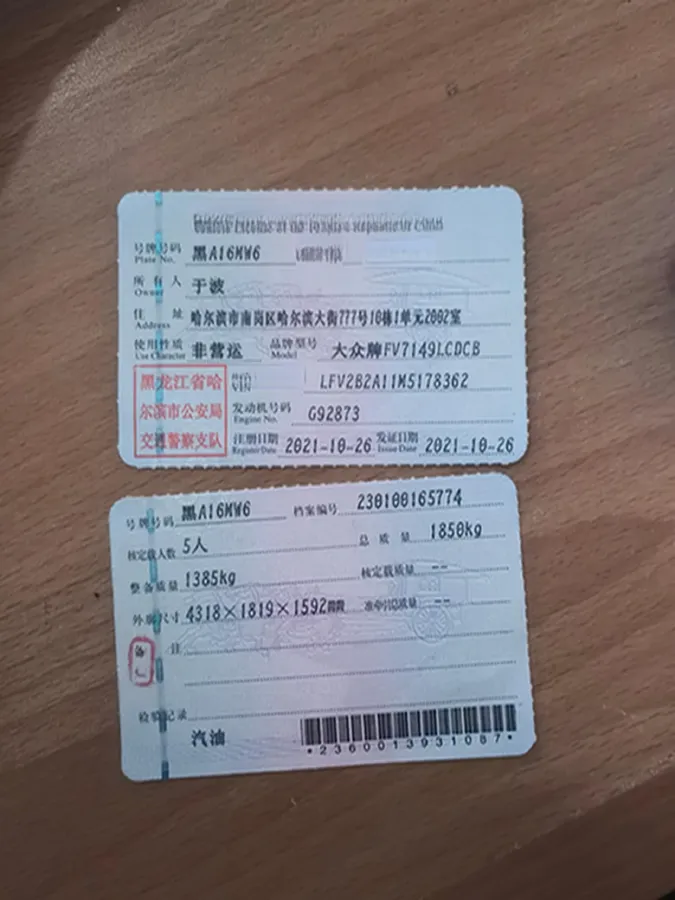 号牌号码 黑A16MW6
Plate No.
所有人 于波
Owner
住址 哈尔滨市南岗区哈尔滨大街777号10栋1单元2002室
Address
使用性质 非营运 品牌型号 大众牌FV7149LCDCB
Use Character Model
黑龙江省哈
尔滨市公安局
交通警察支队
VIN LFV2B2A11M5178362
发动机号码 G92873
Engine No.
注册日期 2021-10-26 发证日期 2021-10-26
Register Date Issue Date
号牌号码 黑A16MW6 档案编号 230100165774
核定载人数 5人 总质量 1850kg
整备质量 1385kg 核定载质量 --
外廓尺寸 4318×1819×1592 准牵引总质量 --
备注
检验记录
汽油
*2360013931087*